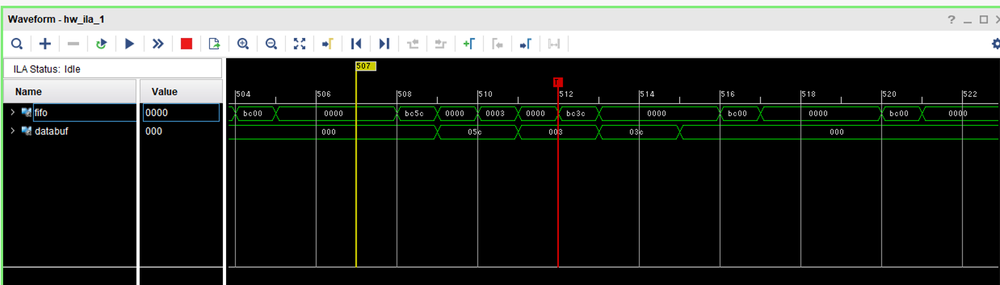 Waveform - hw_ila_1
ILA Status: Idle
507
T
Name Value
504 506 508 510 512 514 516 518 520 522
fifo 0000 bc00 0000 bc5c 0000 0003 0000 bc3c 0000 bc00 0000 bc00 0000
databuf 000 000 05c 003 03c 000